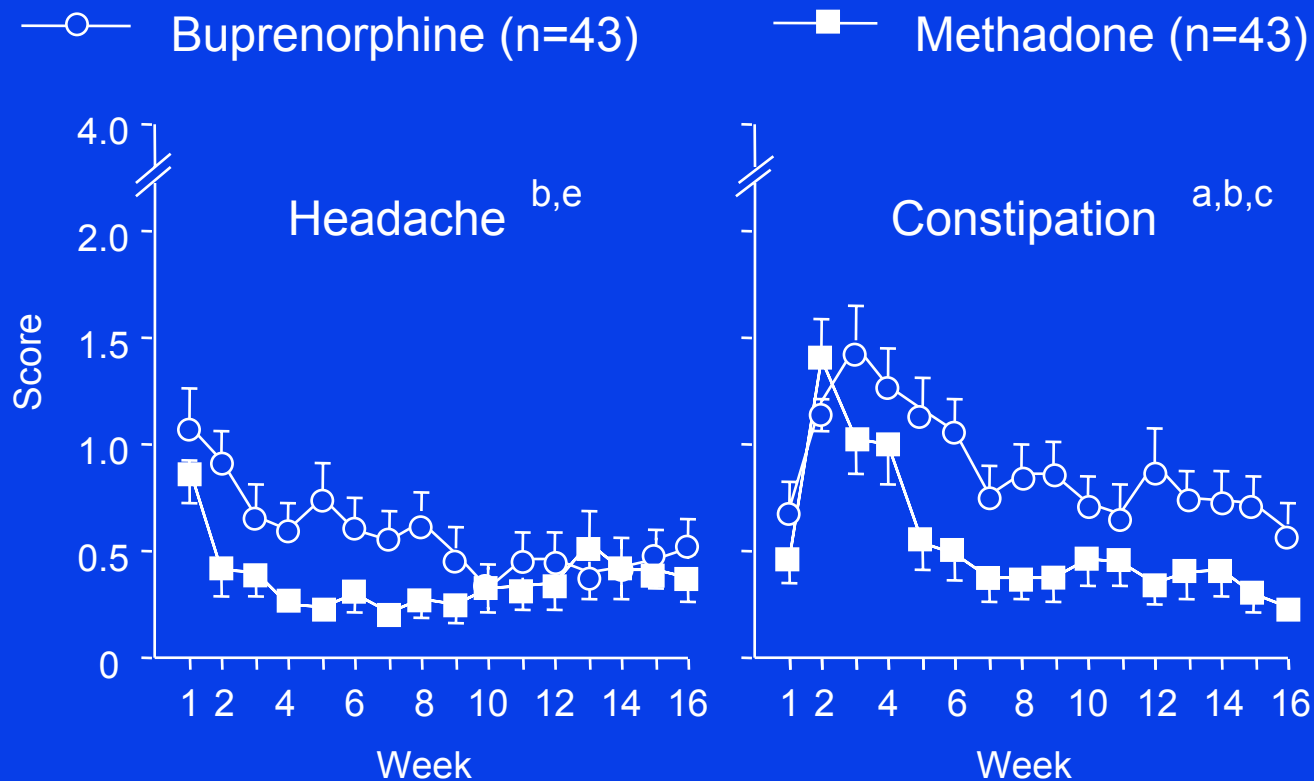 Buprenorphine (n=43) Methadone (n=43)
4.0
Headache b,e Constipation a,b,c
2.0
1.5
Score
1.0
0.5
0
1 2 4 6 8 10 12 14 16 1 2 4 6 8 10 12 14 16
Week Week